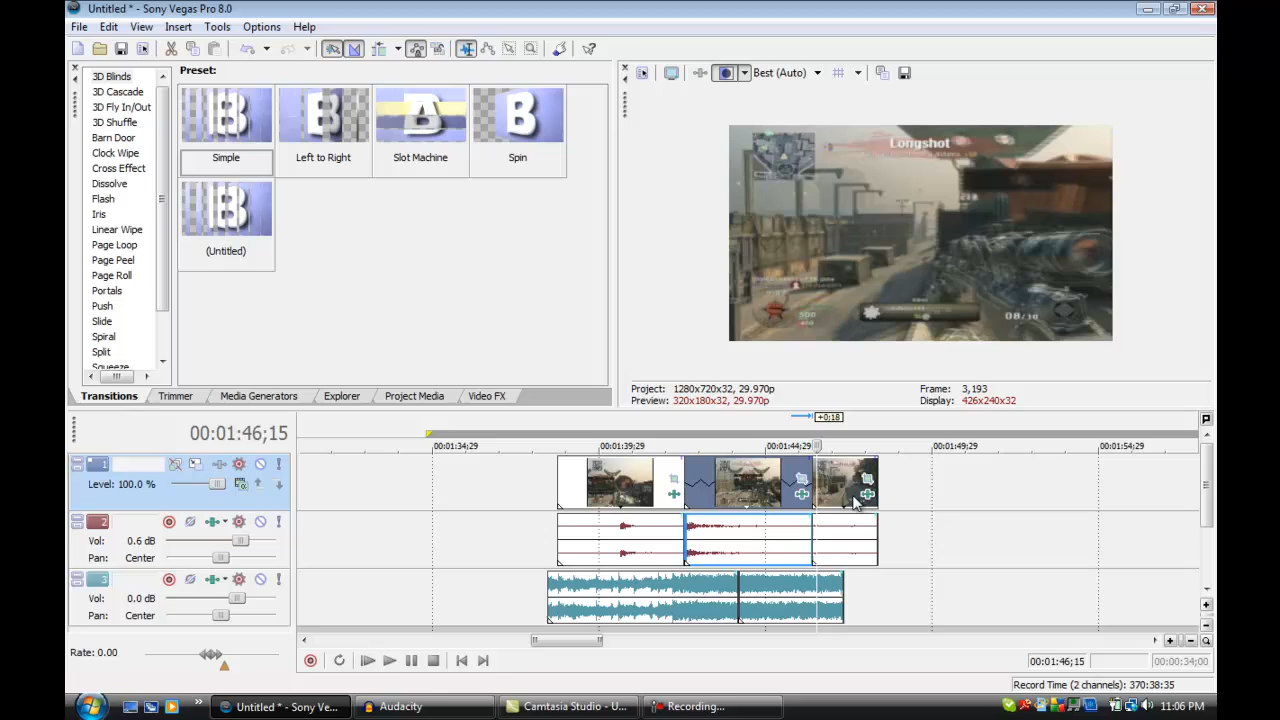 Untitled * - Sony Vegas Pro 8.0
File Edit View Insert Tools Options Help
3D Blinds
3D Cascade
3D Fly In/Out
3D Shuffle
Barn Door
Clock Wipe
Cross Effect
Dissolve
Flash
Iris
Linear Wipe
Page Loop
Page Peel
Page Roll
Portals
Push
Slide
Spiral
Split
Squeeze
Preset:
Simple
Left to Right
Slot Machine
Spin
(Untitled)
Transitions Trimmer Media Generators Explorer Project Media Video FX
Best (Auto)
Longshot
Project: 1280x720x32, 29.970p
Preview: 320x180x32, 29.970p
Frame: 3,193
Display: 426x240x32
00:01:46;15
+0;18
00:01:34;29 00:01:39;29 00:01:44;29 00:01:49;29 00:01:54;29
1
Level: 100.0 %
2
Vol: 0.6 dB
Pan: Center
3
Vol: 0.0 dB
Pan: Center
Rate: 0.00
00:01:46;15
00:00:34;00
Record Time (2 channels): 370:38:35
Untitled * - Sony Ve...
Audacity
Camtasia Studio - U...
Recording...
11:06 PM